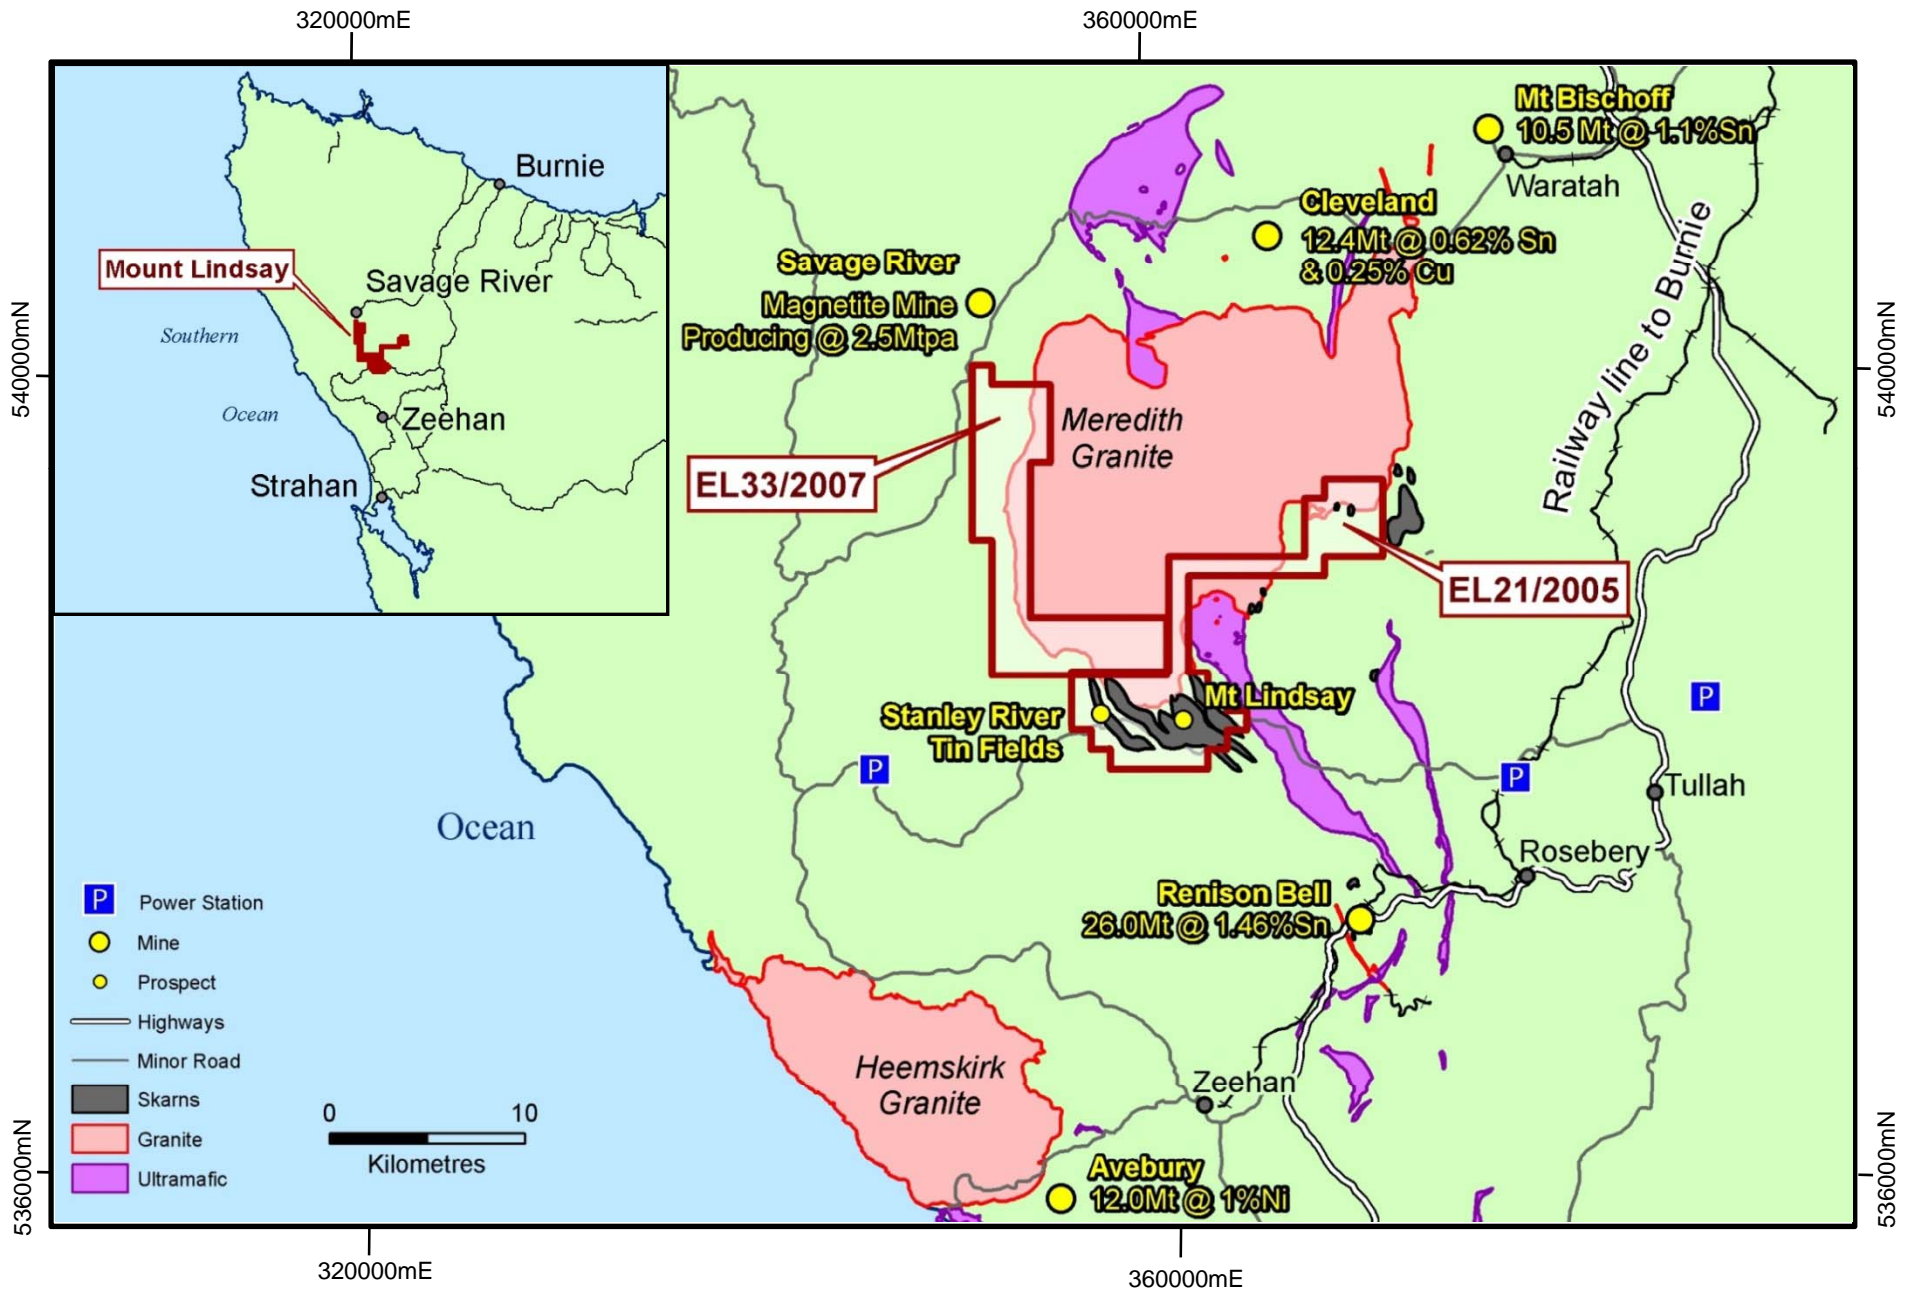 320000mE
360000mE
Burnie
Mount Lindsay
Savage River
Southern
Ocean
Zeehan
Strahan
Mt Bischoff
10.5 Mt @ 1.1%Sn
Waratah
Cleveland
12.4Mt @ 0.62% Sn
& 0.25% Cu
Savage River
Magnetite Mine
Producing @ 2.5Mtpa
Railway line to Burnie
5400000mN
5400000mN
Meredith
Granite
EL33/2007
EL21/2005
Mt Lindsay
Stanley River
Tin Fields
P
P
P
Tullah
Ocean
Rosebery
Renison Bell
26.0Mt @ 1.46%Sn
P Power Station
Mine
Prospect
Highways
Minor Road
Skarns
Granite
Ultramafic
0 10
Kilometres
Heemskirk
Granite
Zeehan
Avebury
12.0Mt @ 1%Ni
5360000mN
5360000mN
320000mE
360000mE